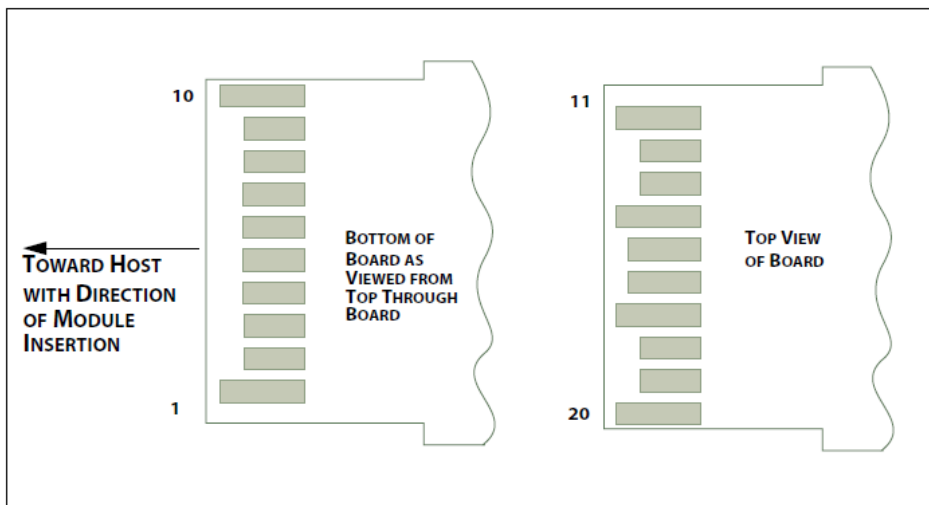 10
BOTTOM OF
BOARD AS
VIEWED FROM
TOP THROUGH
BOARD
TOWARD HOST
WITH DIRECTION
OF MODULE
INSERTION
1
11
TOP VIEW
OF BOARD
20